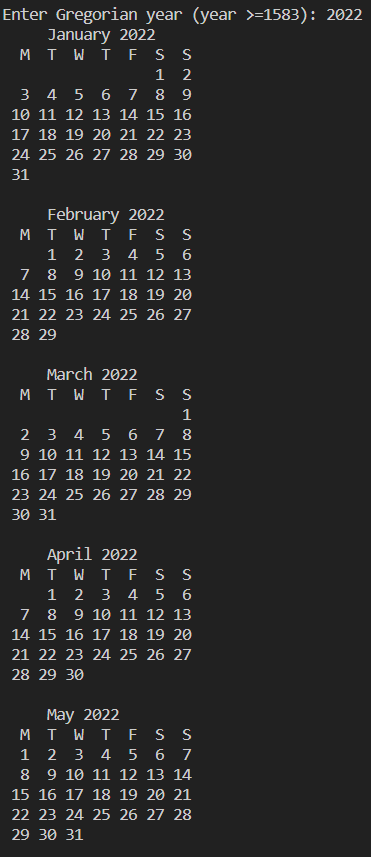 Enter Gregorian year (year >=1583): 2022
January 2022
M T W T F S S
1 2
3 4 5 6 7 8 9
10 11 12 13 14 15 16
17 18 19 20 21 22 23
24 25 26 27 28 29 30
31
February 2022
M T W T F S S
1 2 3 4 5 6
7 8 9 10 11 12 13
14 15 16 17 18 19 20
21 22 23 24 25 26 27
28 29
March 2022
M T W T F S S
1
2 3 4 5 6 7 8
9 10 11 12 13 14 15
16 17 18 19 20 21 22
23 24 25 26 27 28 29
30 31
April 2022
M T W T F S S
1 2 3 4 5 6
7 8 9 10 11 12 13
14 15 16 17 18 19 20
21 22 23 24 25 26 27
28 29 30
May 2022
M T W T F S S
1 2 3 4 5 6 7
8 9 10 11 12 13 14
15 16 17 18 19 20 21
22 23 24 25 26 27 28
29 30 31